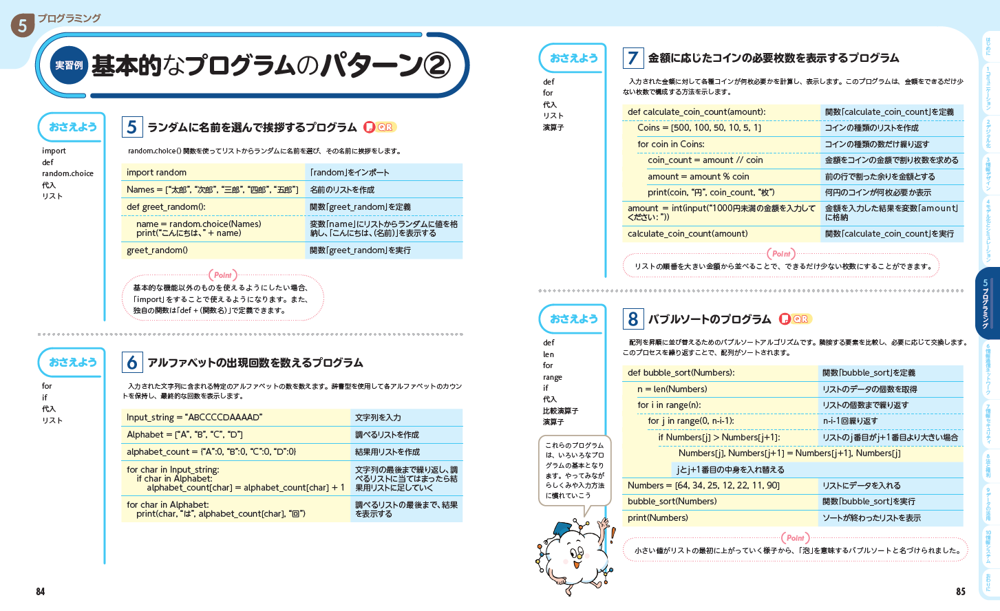 5 プログラミング
実習例 基本的なプログラムのパターン②
おさえよう
import
def
random.choice
代入
リスト
5 ランダムに名前を選んで挨拶するプログラム QR
random.choice() 関数を使ってリストからランダムに名前を選び、その名前に挨拶をします。
import random 「random」をインポート
Names = [“太郎”, “次郎”, “三郎”, “四郎”, “五郎”] 名前のリストを作成
def greet_random(): 関数「greet_random」を定義
name = random.choice(Names) 変数「name」にリストからランダムに値を格
print(“こんにちは、” + name) 納し、「こんにちは、（名前）」を表示する
greet_random() 関数「greet_random」を実行
Point
基本的な機能以外のものを使えるようにしたい場合、
「import」をすることで使えるようになります。また、
独自の関数は「def +（関数名）」で定義できます。
おさえよう
for
if
代入
リスト
6 アルファベットの出現回数を数えるプログラム
入力された文字列に含まれる特定のアルファベットの数を数えます。辞書型を使用して各アルファベットのカウン
トを保持し、最終的な回数を表示します。
Input_string = “ABCCCCDAAAAD” 文字列を入力
Alphabet = [“A”, “B”, “C”, “D”] 調べるリストを作成
alphabet_count = {“A”:0, “B”:0, “C”:0, “D”:0} 結果用リストを作成
for char in Input_string: 文字列の最後まで繰り返し、調
if char in Alphabet: べるリストに当てはまったら結
alphabet_count[char] = alphabet_count[char] + 1 果用リストに足していく
for char in Alphabet: 調べるリストの最後まで、結果
print(char, “は”, alphabet_count[char], “回”) を表示する
84
おさえよう
def
for
代入
リスト
演算子
7 金額に応じたコインの必要枚数を表示するプログラム
入力された金額に対して各種コインが何枚必要かを計算し、表示します。このプログラムは、金額をできるだけ少
ない枚数で構成する方法を示します。
def calculate_coin_count(amount): 関数「calculate_coin_count」を定義
Coins = [500, 100, 50, 10, 5, 1] コインの種類のリストを作成
for coin in Coins: コインの種類の数だけ繰り返す
coin_count = amount // coin 金額をコインの金額で割り枚数を求める
amount = amount % coin 前の行で割った余りを金額とする
print(coin, “円”, coin_count, “枚”) 何円のコインが何枚必要か表示
amount = int(input(“1000円未満の金額を入力して 金額を入力した結果を変数「amount」
ください：”)) に格納
calculate_coin_count(amount) 関数「calculate_coin_count」を実行
Point
リストの順番を大きい金額から並べることで、できるだけ少ない枚数にすることができます。
おさえよう
def
len
for
range
if
代入
比較演算子
演算子
8 バブルソートのプログラム QR
配列を昇順に並び替えるためのバブルソートアルゴリズムです。隣接する要素を比較し、必要に応じて交換します。
このプロセスを繰り返すことで、配列がソートされます。
def bubble_sort(Numbers): 関数「bubble_sort」を定義
n = len(Numbers) リストのデータの個数を取得
for i in range(n): リストの個数まで繰り返す
for j in range(0, n-i-1): n-i-1回繰り返す
if Numbers[j] > Numbers[j+1]: リストのj番目がj+1番目より大きい場合
Numbers[j], Numbers[j+1] = Numbers[j+1], Numbers[j]
jとj+1番目の中身を入れ替える
Numbers = [64, 34, 25, 12, 22, 11, 90] リストにデータを入れる
bubble_sort(Numbers) 関数「bubble_sort」を実行
print(Numbers) ソートが終わったリストを表示
Point
小さい値がリストの最初に上がっていく様子から、「泡」を意味するバブルソートと名づけられました。
これらのプログラム
は、いろいろなプロ
グラムの基本となり
ます。やってみなが
らしくみや入力方法
に慣れていこう
85
はじめに
1 コミュニケーション
2 デジタル化
3 情報デザイン
4 モデル化とシミュレーション
5 プログラミング
6 情報通信ネットワーク
7 情報セキュリティ
8 法と権利
9 データの活用
10 情報システム
おわりに